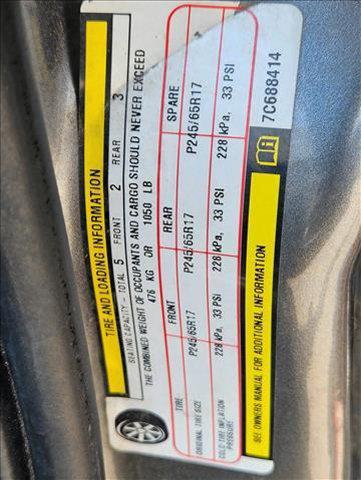 TIRE AND LOADING INFORMATION
SEATING CAPACITY - TOTAL 5 FRONT 2 REAR 3
THE COMBINED WEIGHT OF OCCUPANTS AND CARGO SHOULD NEVER EXCEED
476 KG OR 1050 LB
TIRE FRONT REAR SPARE
ORIGINAL TIRE SIZE P245/65R17 P245/65R17 P245/65R17
COLD TIRE INFLATION PRESSURE 228 kPa, 33 PSI 228 kPa, 33 PSI 228 kPa, 33 PSI
SEE OWNERS MANUAL FOR ADDITIONAL INFORMATION 7C688414